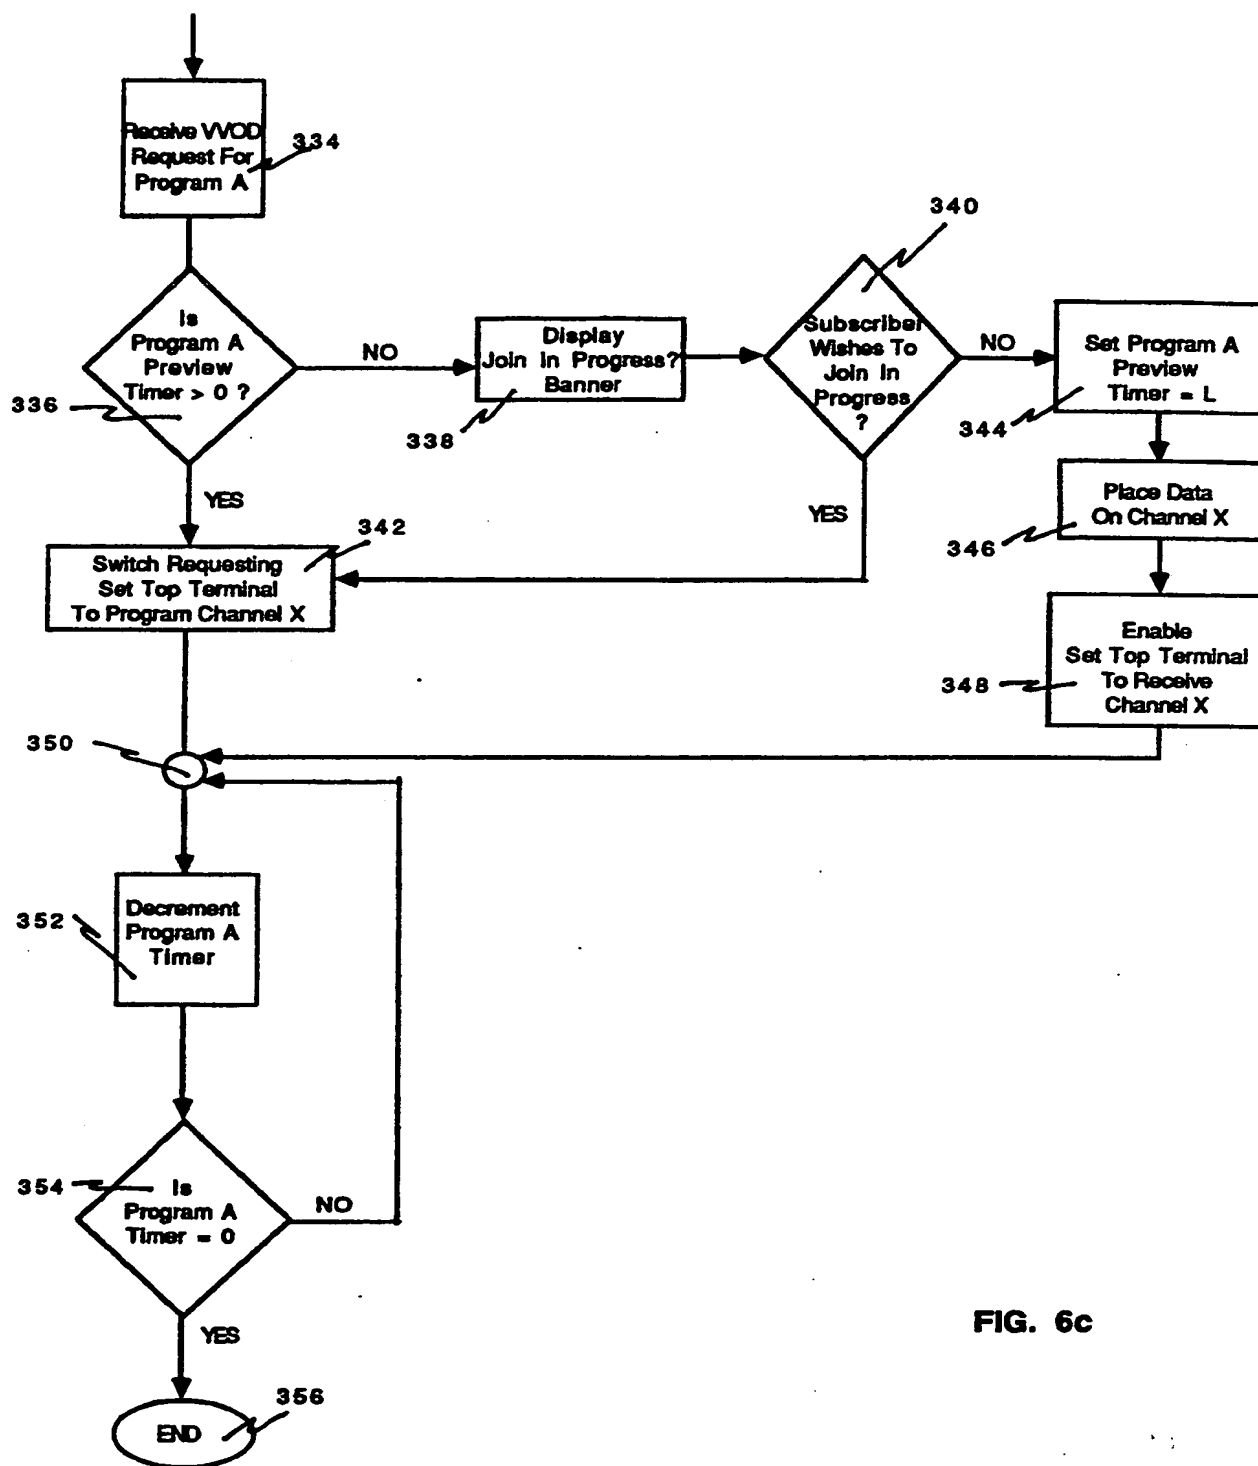 Receive VVOD
Request For
Program A
334
Is
Program A
Preview
Timer > 0 ?
336
NO
YES
Display
Join In Progress?
Banner
338
340
Subscriber
Wishes To
Join In
Progress
?
NO
YES
Set Program A
Preview
Timer = L
344
Place Data
On Channel X
346
Enable
Set Top Terminal
To Receive
Channel X
348
342
Switch Requesting
Set Top Terminal
To Program Channel X
350
Decrement
Program A
Timer
352
Is
Program A
Timer = 0
354
NO
YES
END
356
FIG. 6c